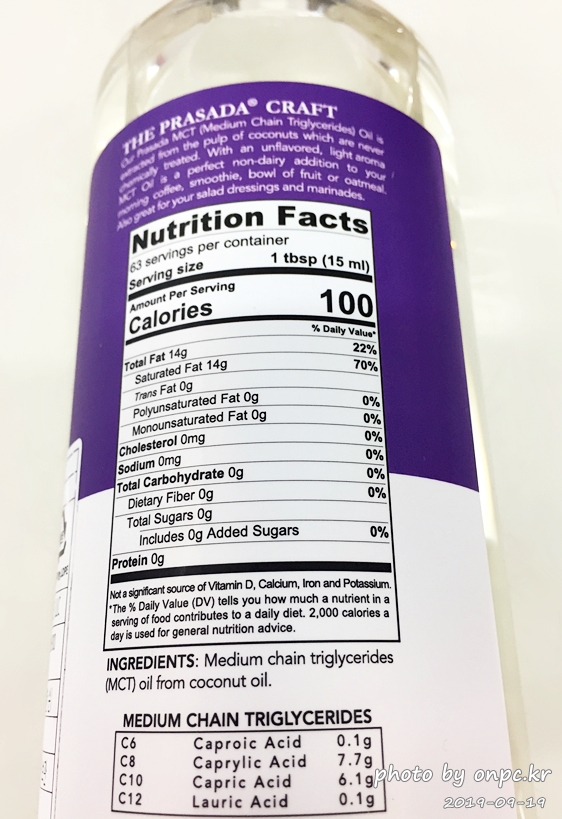 THE PRASADA® CRAFT
Our Prasada MCT (Medium Chain Triglycerides) Oil is
extracted from the pulp of coconuts which are never
chemically treated. With an unflavored, light aroma
MCT Oil is a perfect non-dairy addition to your
morning coffee, smoothie, bowl of fruit or oatmeal.
Also great for your salad dressings and marinades.
Nutrition Facts
63 servings per container
Serving size 1 tbsp (15 ml)
Amount Per Serving
Calories 100
% Daily Value*
Total Fat 14g 22%
Saturated Fat 14g 70%
Trans Fat 0g
Polyunsaturated Fat 0g 0%
Monounsaturated Fat 0g 0%
Cholesterol 0mg 0%
Sodium 0mg 0%
Total Carbohydrate 0g 0%
Dietary Fiber 0g 0%
Total Sugars 0g
Includes 0g Added Sugars 0%
Protein 0g
Not a significant source of Vitamin D, Calcium, Iron and Potassium.
*The % Daily Value (DV) tells you how much a nutrient in a
serving of food contributes to a daily diet. 2,000 calories a
day is used for general nutrition advice.
INGREDIENTS: Medium chain triglycerides
(MCT) oil from coconut oil.
MEDIUM CHAIN TRIGLYCERIDES
C6 Caproic Acid 0.1g
C8 Caprylic Acid 7.7g
C10 Capric Acid 6.1g
C12 Lauric Acid 0.1g
photo by onpc.kr
2019-09-19